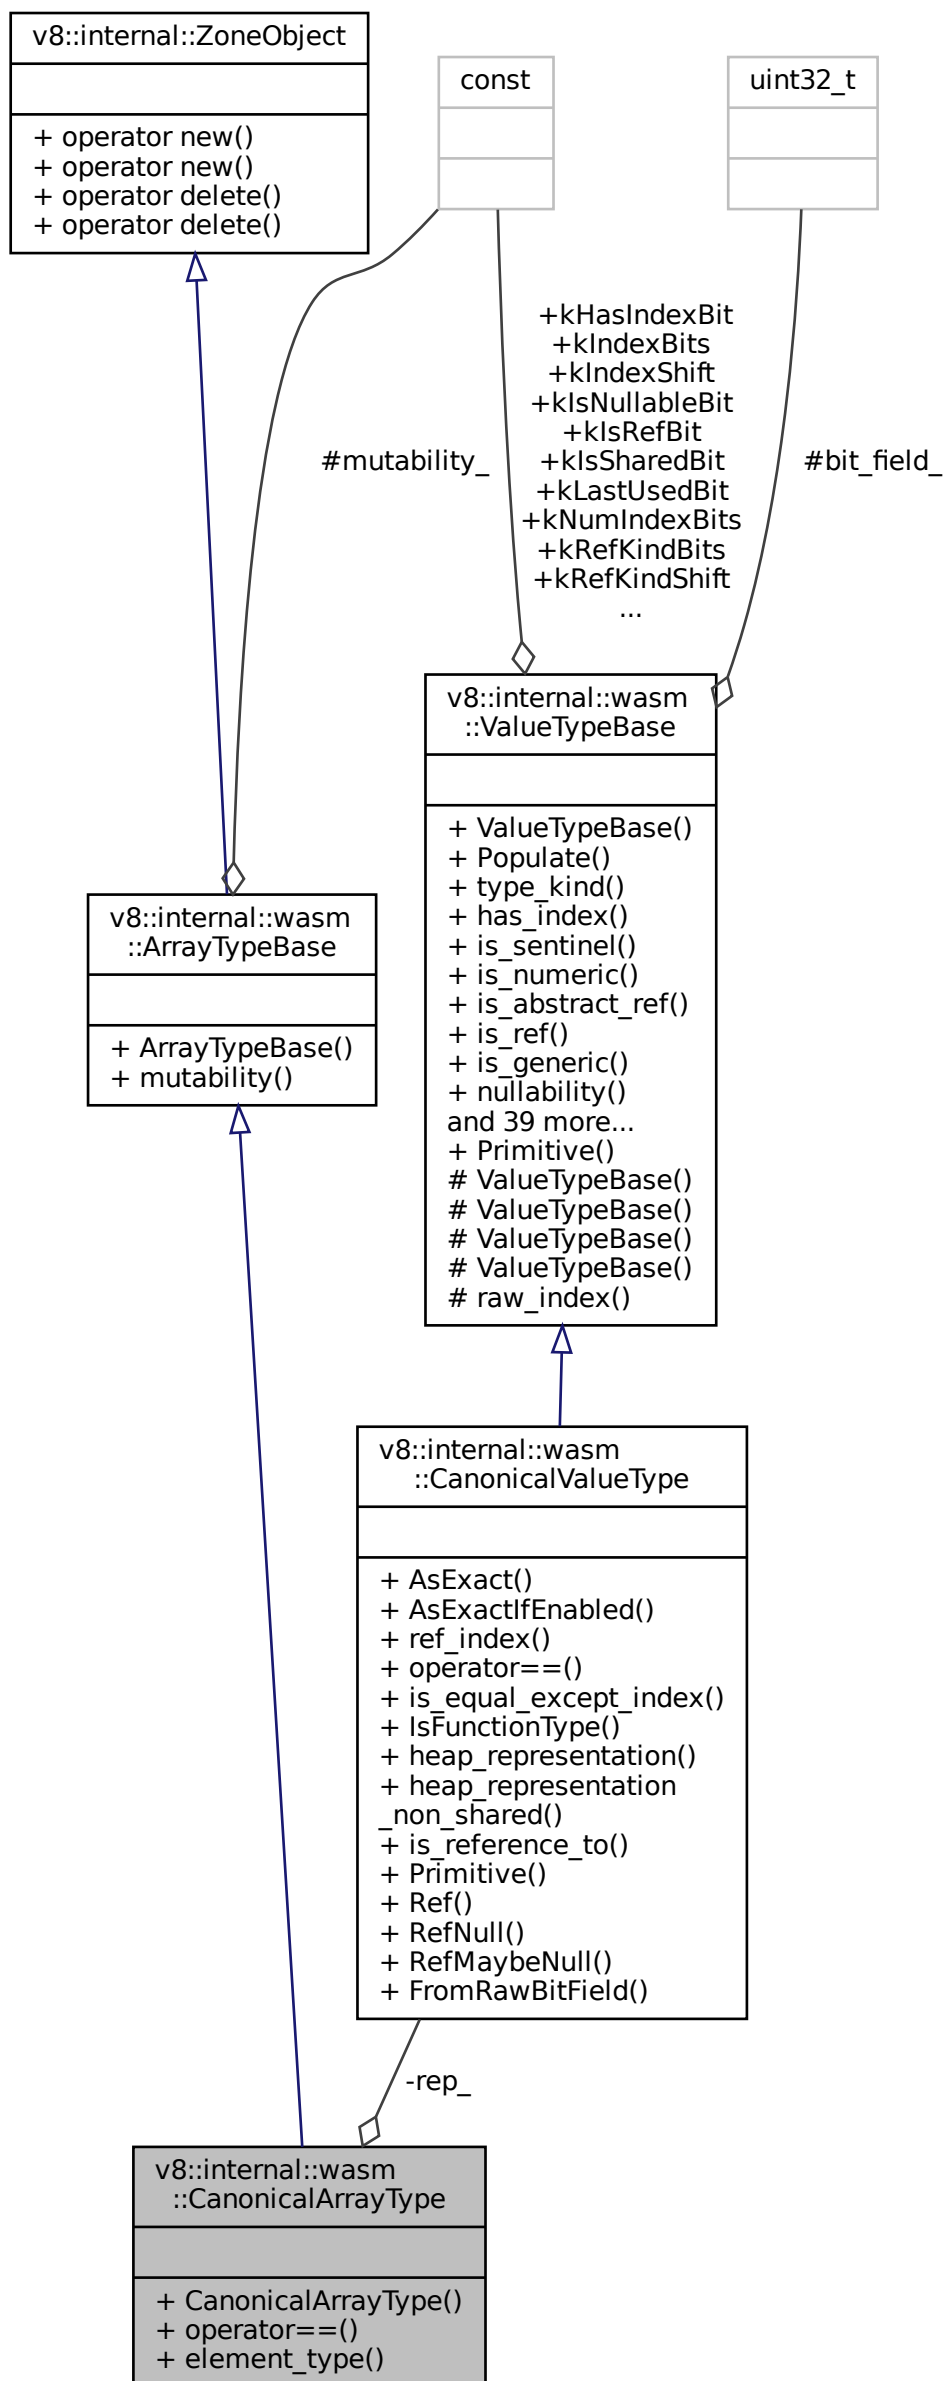 v8::internal::ZoneObject
+ operator new()
+ operator new()
+ operator delete()
+ operator delete()
const
uint32_t
+kHasIndexBit
+kIndexBits
+kIndexShift
+kIsNullableBit
+kIsRefBit
+kIsSharedBit
+kLastUsedBit
+kNumIndexBits
+kRefKindBits
+kRefKindShift
...
#mutability_
#bit_field_
v8::internal::wasm
::ValueTypeBase
+ ValueTypeBase()
+ Populate()
+ type_kind()
+ has_index()
+ is_sentinel()
+ is_numeric()
+ is_abstract_ref()
+ is_ref()
+ is_generic()
+ nullability()
and 39 more...
+ Primitive()
# ValueTypeBase()
# ValueTypeBase()
# ValueTypeBase()
# ValueTypeBase()
# raw_index()
v8::internal::wasm
::ArrayTypeBase
+ ArrayTypeBase()
+ mutability()
v8::internal::wasm
::CanonicalValueType
+ AsExact()
+ AsExactIfEnabled()
+ ref_index()
+ operator==()
+ is_equal_except_index()
+ IsFunctionType()
+ heap_representation()
+ heap_representation
_non_shared()
+ is_reference_to()
+ Primitive()
+ Ref()
+ RefNull()
+ RefMaybeNull()
+ FromRawBitField()
-rep_
v8::internal::wasm
::CanonicalArrayType
+ CanonicalArrayType()
+ operator==()
+ element_type()